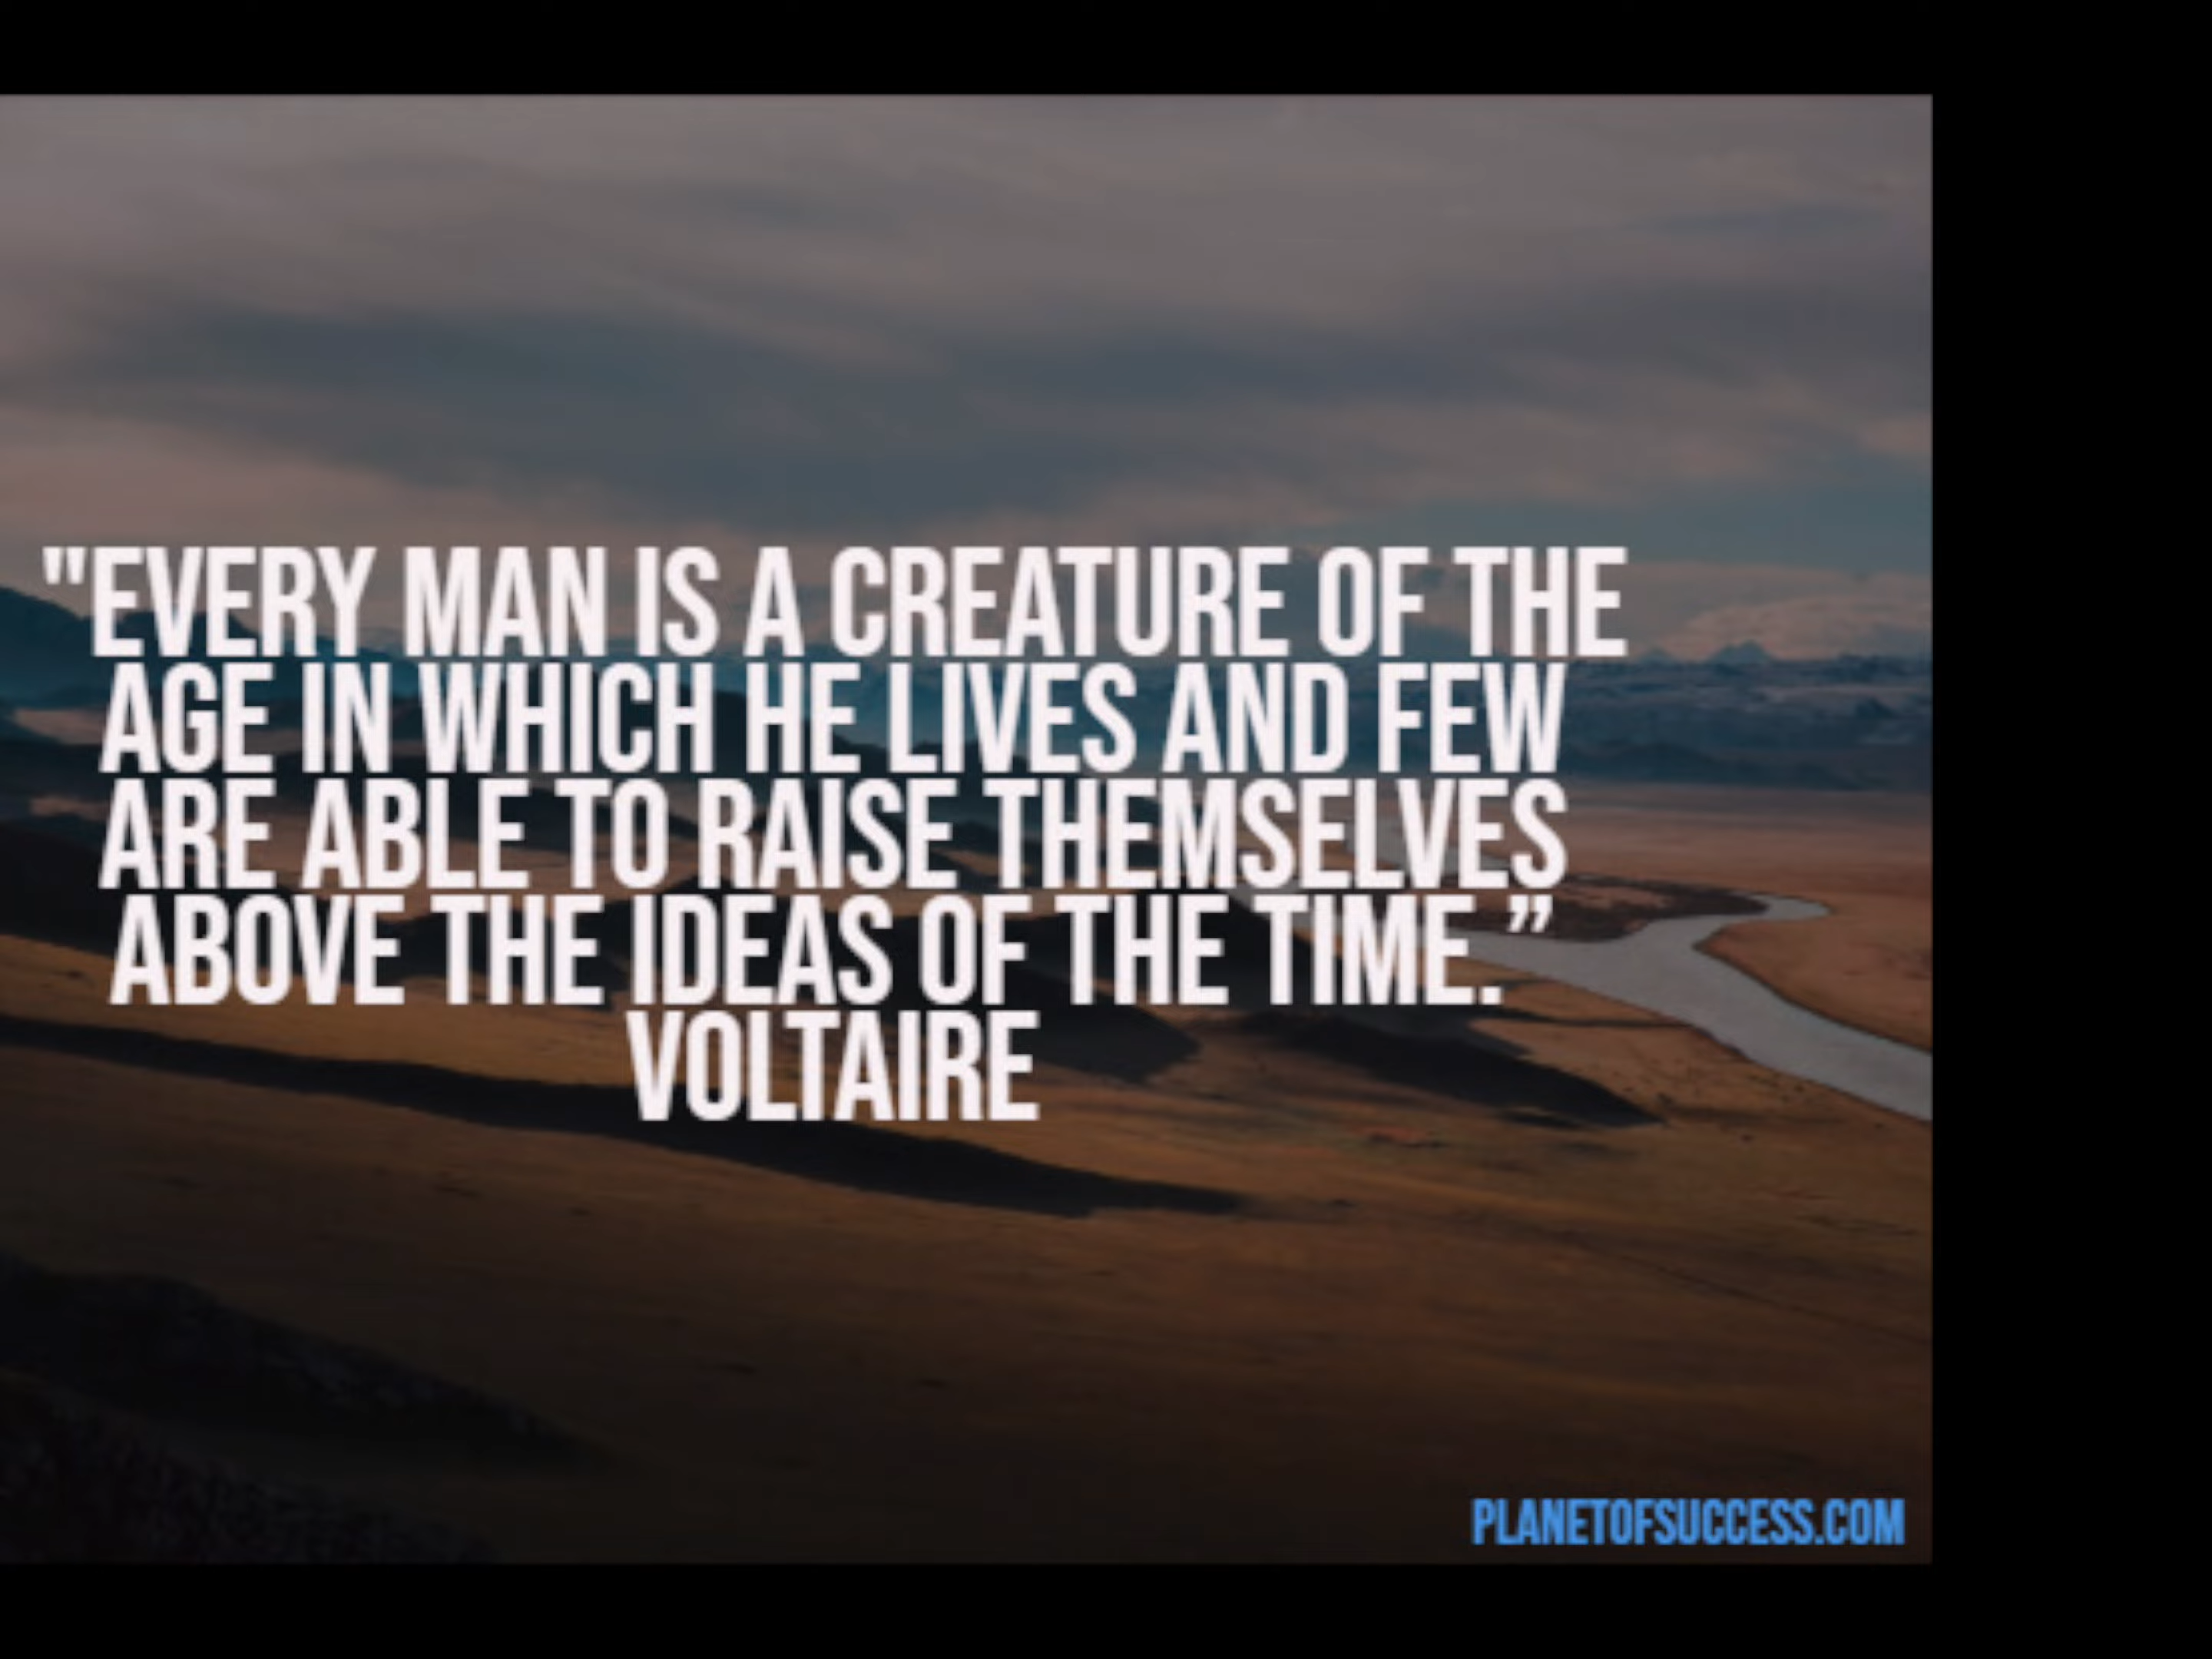 "EVERY MAN IS A CREATURE OF THE
AGE IN WHICH HE LIVES AND FEW
ARE ABLE TO RAISE THEMSELVES
ABOVE THE IDEAS OF THE TIME.”
VOLTAIRE
PLANETOFSUCCESS.COM